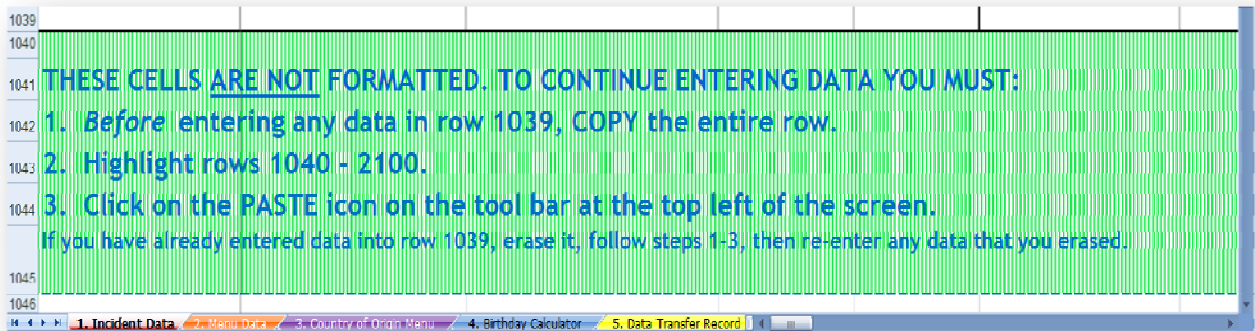 1039
1040
1041 THESE CELLS ARE NOT FORMATTED. TO CONTINUE ENTERING DATA YOU MUST:
1042 1. Before entering any data in row 1039, COPY the entire row.
1043 2. Highlight rows 1040 - 2100.
1044 3. Click on the PASTE icon on the tool bar at the top left of the screen.
If you have already entered data into row 1039, erase it, follow steps 1-3, then re-enter any data that you erased.
1045
1046
1. Incident Data 2. Menu Data 3. Country of Origin Menu 4. Birthday Calculator 5. Data Transfer Record